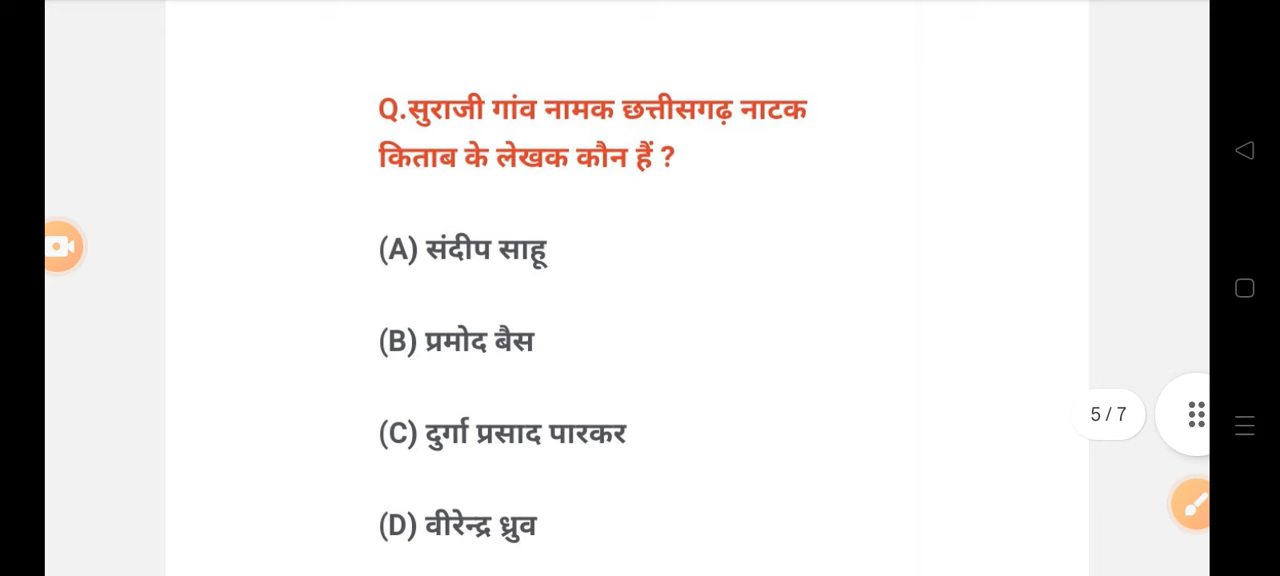 Q.सुराजी गांव नामक छत्तीसगढ़ नाटक
किताब के लेखक कौन हैं ?
(A) संदीप साहू
(B) प्रमोद बैस
(C) दुर्गा प्रसाद पारकर
5 / 7
(D) वीरेन्द्र ध्रुव